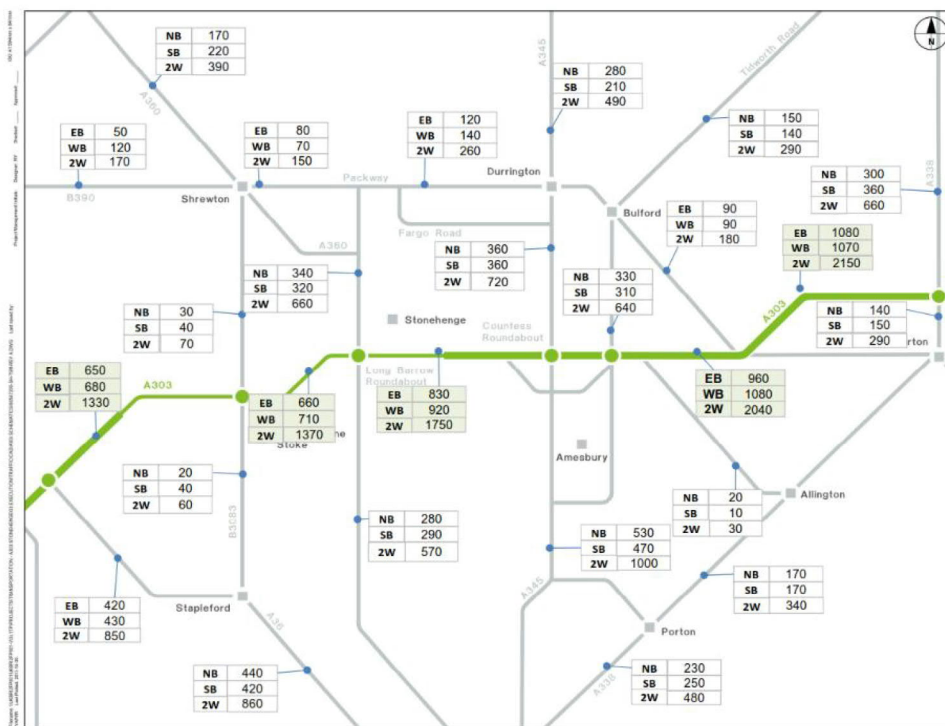 A345
Tidworth Road
NB 170
SB 220
2W 390
A360
NB 280
SB 210
2W 490
N
EB 50
WB 120
2W 170
EB 80
WB 70
2W 150
EB 120
WB 140
2W 260
NB 150
SB 140
2W 290
A338
B390
Shrewton
Packway
Durrington
NB 300
SB 360
2W 660
Fargo Road
Bulford
EB 90
WB 90
2W 180
A360
EB 1080
WB 1070
2W 2150
NB 340
SB 320
2W 660
NB 360
SB 360
2W 720
NB 330
SB 310
2W 640
NB 30
SB 40
2W 70
Stonehenge
Countess
Roundabout
A303
NB 140
SB 150
2W 290
rton
EB 650
WB 680
2W 1330
A303
Long Barrow
Roundabout
EB 660
WB 710
2W 1370
ne
Stoke
EB 830
WB 920
2W 1750
EB 960
WB 1080
2W 2040
Amesbury
NB 20
SB 40
2W 60
B3083
NB 20
SB 10
2W 30
Allington
NB 280
SB 290
2W 570
NB 530
SB 470
2W 1000
A345
NB 170
SB 170
2W 340
EB 420
WB 430
2W 850
Stapleford
A36
Porton
NB 440
SB 420
2W 860
A338
NB 230
SB 250
2W 480